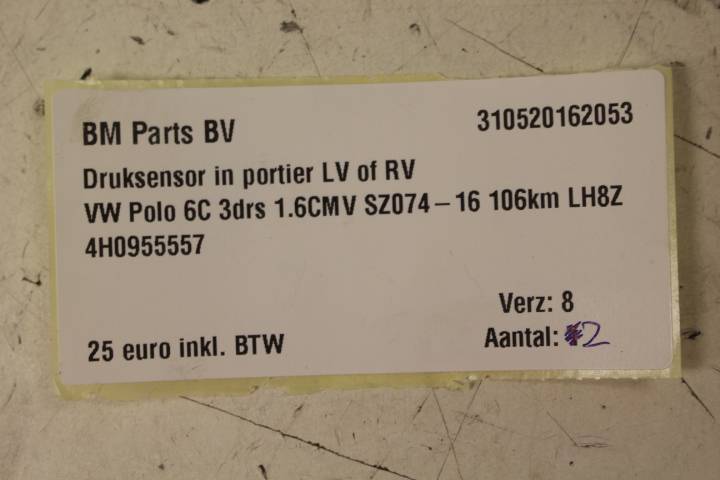 BM Parts BV 310520162053
Druksensor in portier LV of RV
VW Polo 6C 3drs 1.6CMV SZ074-16 106km LH8Z
4H0955557
Verz: 8
25 euro inkl. BTW Aantal: 2